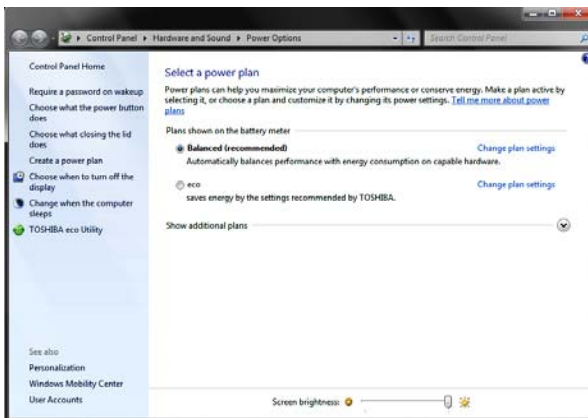 Control Panel ▸ Hardware and Sound ▸ Power Options
Search Control Panel
Control Panel Home
Require a password on wakeup
Choose what the power button
does
Choose what closing the lid
does
Create a power plan
Choose when to turn off the
display
Change when the computer
sleeps
TOSHIBA eco Utility
See also
Personalization
Windows Mobility Center
User Accounts
Select a power plan
Power plans can help you maximize your computer's performance or conserve energy. Make a plan active by
selecting it, or choose a plan and customize it by changing its power settings. Tell me more about power
plans
Plans shown on the battery meter
Balanced (recommended) Change plan settings
Automatically balances performance with energy consumption on capable hardware.
eco Change plan settings
saves energy by the settings recommended by TOSHIBA.
Show additional plans
Screen brightness: